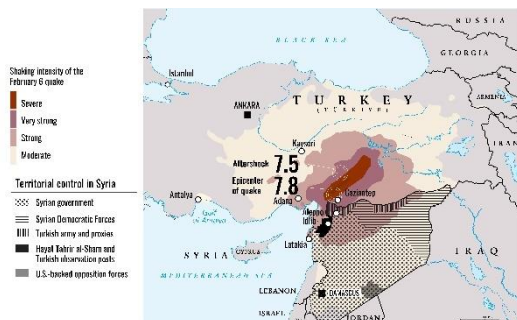 Shaking intensity of the
February 6 quake
Severe
Very strong
Strong
Moderate
Territorial control in Syria
Syrian government
Syrian Democratic Forces
Turkish army and proxies
Hayat Tahrir al-Sham and
Turkish observation posts
U.S.-backed opposition forces
RUSSIA
BLACK SEA
GEORGIA
Istanbul
ANKARA
TURKEY
(TÜRKIYE)
IRAN
Kayseri
Aftershock 7.5
Epicenter
of quake 7.8
Antalya
Adana
Gaziantep
Aleppo
Idlib
SYRIA
CYPRUS
Latakia
IRAQ
MEDITERRANEAN SEA
LEBANON
DAMASCUS
ISRAEL
JORDAN